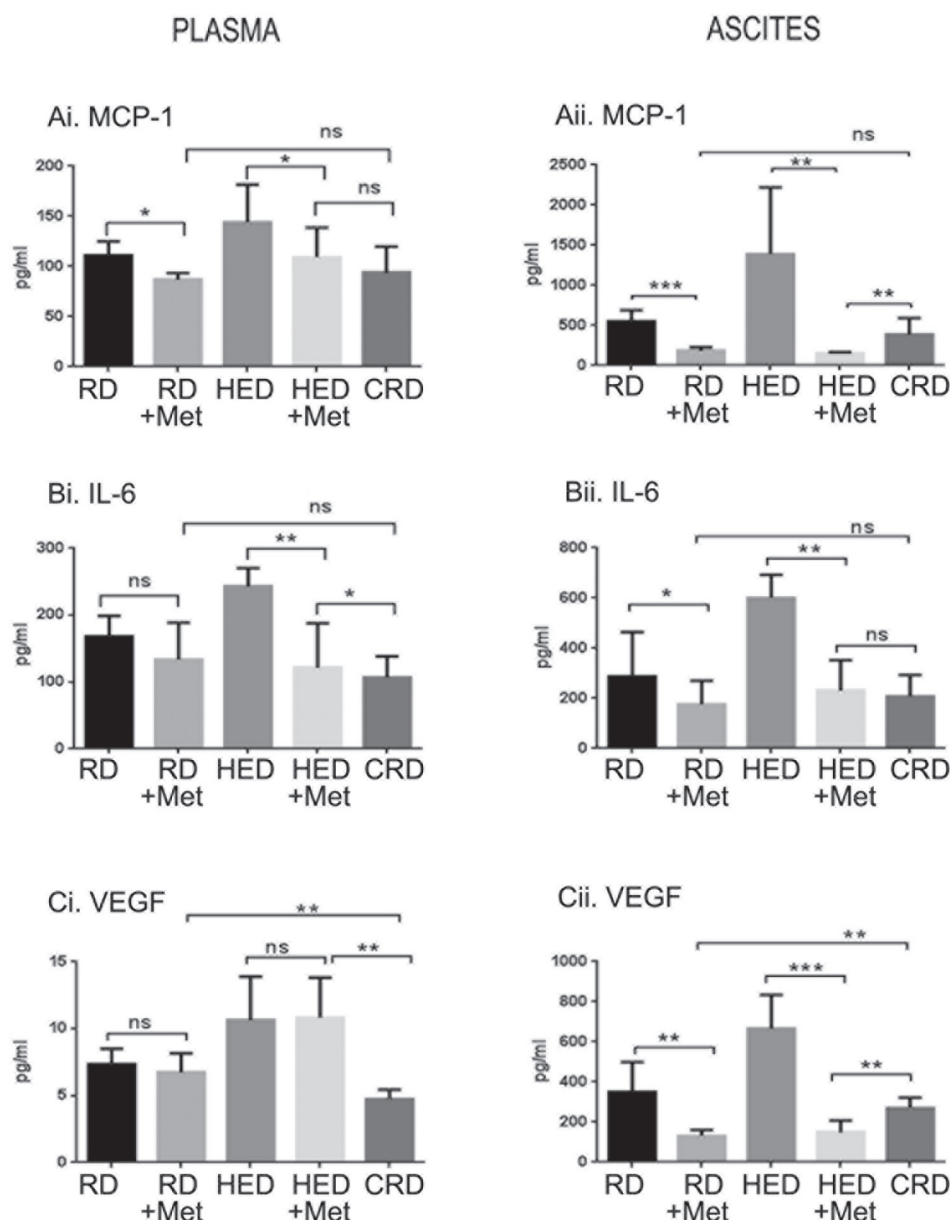 PLASMA
ASCITES
Ai. MCP-1
ns
*
*
ns
200
150
100
50
0
pg/ml
RD
RD
+Met
HED
HED
+Met
CRD
Aii. MCP-1
ns
**
***
**
2500
2000
1500
1000
500
0
pg/ml
RD
RD
+Met
HED
HED
+Met
CRD
Bi. IL-6
ns
**
ns
*
300
200
100
0
pg/ml
RD
RD
+Met
HED
HED
+Met
CRD
Bii. IL-6
ns
**
*
ns
800
600
400
200
0
pg/ml
RD
RD
+Met
HED
HED
+Met
CRD
Ci. VEGF
**
ns
**
ns
15
10
5
0
pg/ml
RD
RD
+Met
HED
HED
+Met
CRD
Cii. VEGF
**
***
**
**
1000
800
600
400
200
0
pg/ml
RD
RD
+Met
HED
HED
+Met
CRD